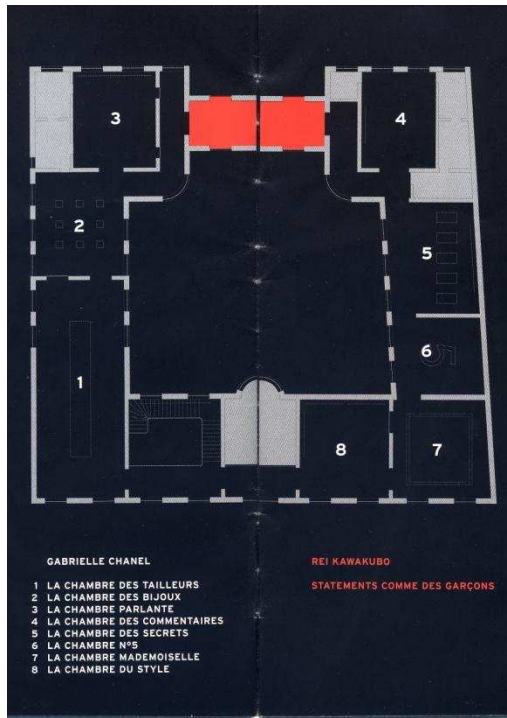 3
4
2
5
6
1
8
7
GABRIELLE CHANEL
1 LA CHAMBRE DES TAILLEURS
2 LA CHAMBRE DES BIJOUX
3 LA CHAMBRE PARLANTE
4 LA CHAMBRE DES COMMENTAIRES
5 LA CHAMBRE DES SECRETS
6 LA CHAMBRE Nº5
7 LA CHAMBRE MADEMOISELLE
8 LA CHAMBRE DU STYLE
REI KAWAKUBO
STATEMENTS COMME DES GARÇONS